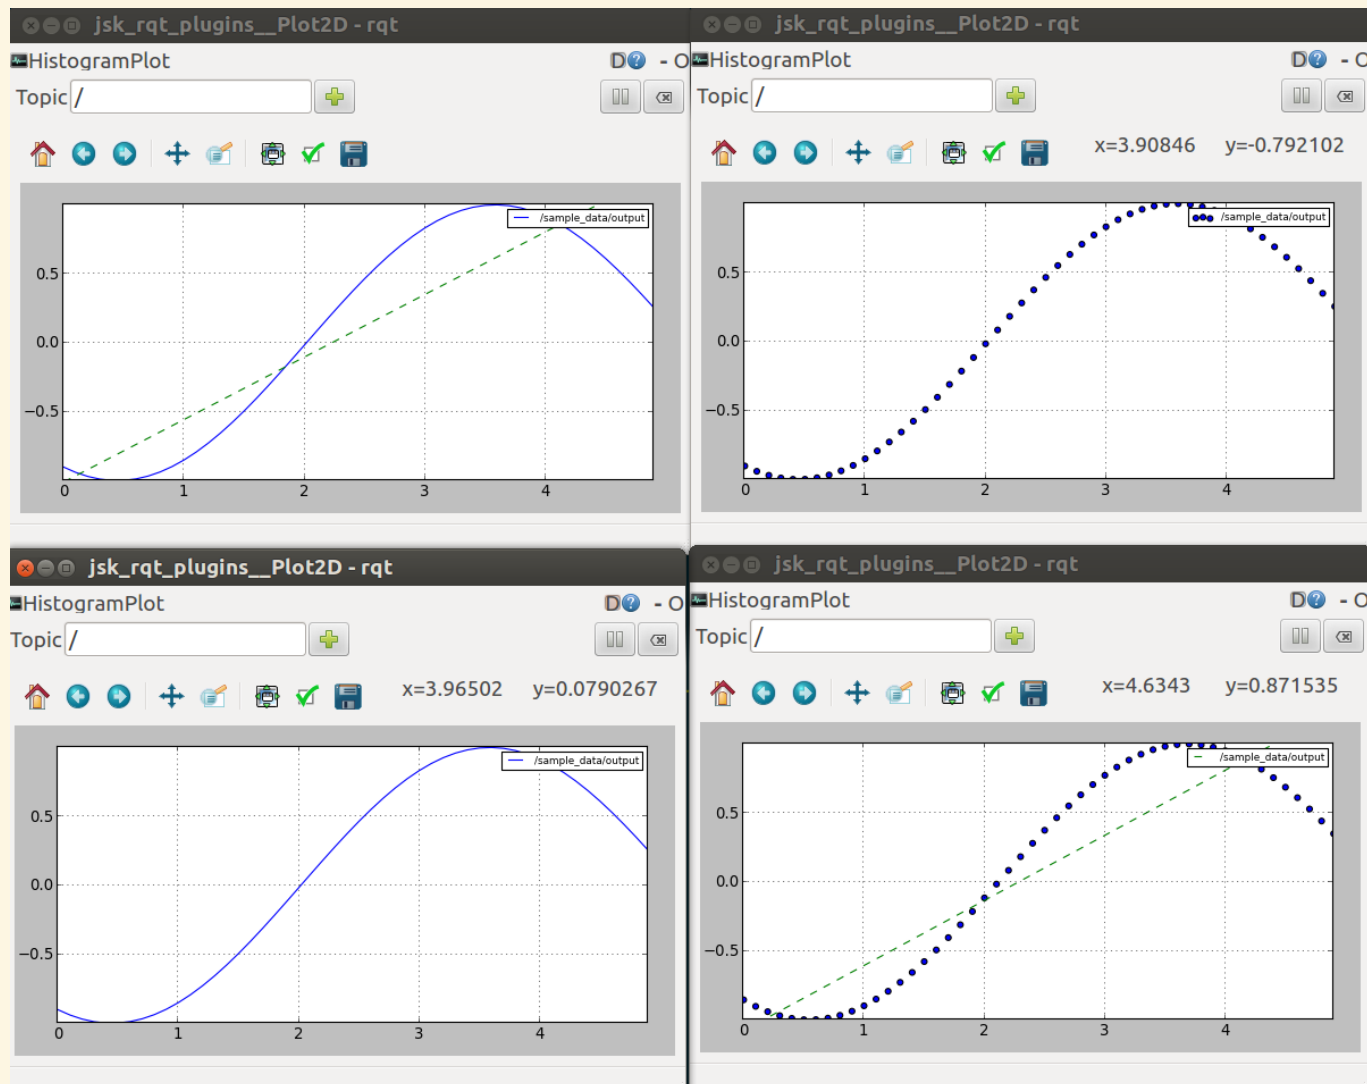 jsk_rqt_plugins__Plot2D - rqt
HistogramPlot D - O
Topic /
/sample_data/output
0.5
0.0
−0.5
0 1 2 3 4
jsk_rqt_plugins__Plot2D - rqt
HistogramPlot D - O
Topic /
x=3.90846 y=-0.792102
/sample_data/output
0.5
0.0
−0.5
0 1 2 3 4
jsk_rqt_plugins__Plot2D - rqt
HistogramPlot D - O
Topic /
x=3.96502 y=0.0790267
/sample_data/output
0.5
0.0
−0.5
0 1 2 3 4
jsk_rqt_plugins__Plot2D - rqt
HistogramPlot D - O
Topic /
x=4.6343 y=0.871535
/sample_data/output
0.5
0.0
−0.5
0 1 2 3 4